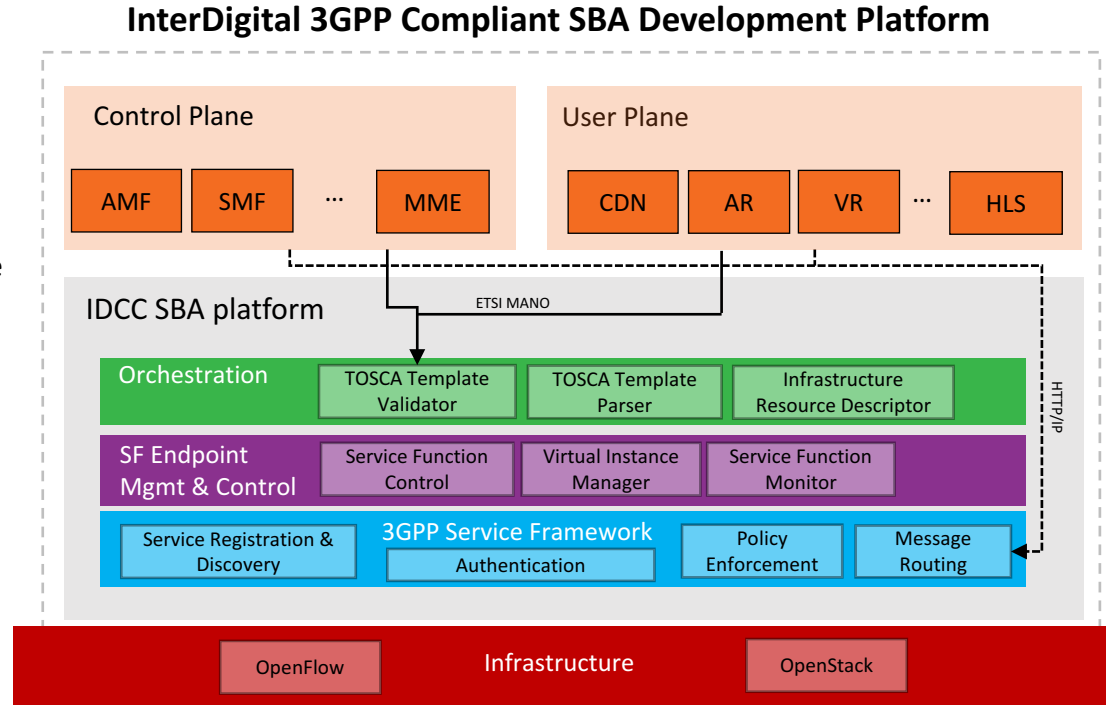 InterDigital 3GPP Compliant SBA Development Platform
Control Plane
AMF
SMF
...
MME
User Plane
CDN
AR
VR
...
HLS
e
IDCC SBA platform
ETSI MANO
HTTP/IP
Orchestration
TOSCA Template
Validator
TOSCA Template
Parser
Infrastructure
Resource Descriptor
SF Endpoint
Mgmt & Control
Service Function
Control
Virtual Instance
Manager
Service Function
Monitor
3GPP Service Framework
Service Registration &
Discovery
Authentication
Policy
Enforcement
Message
Routing
Infrastructure
OpenFlow
OpenStack